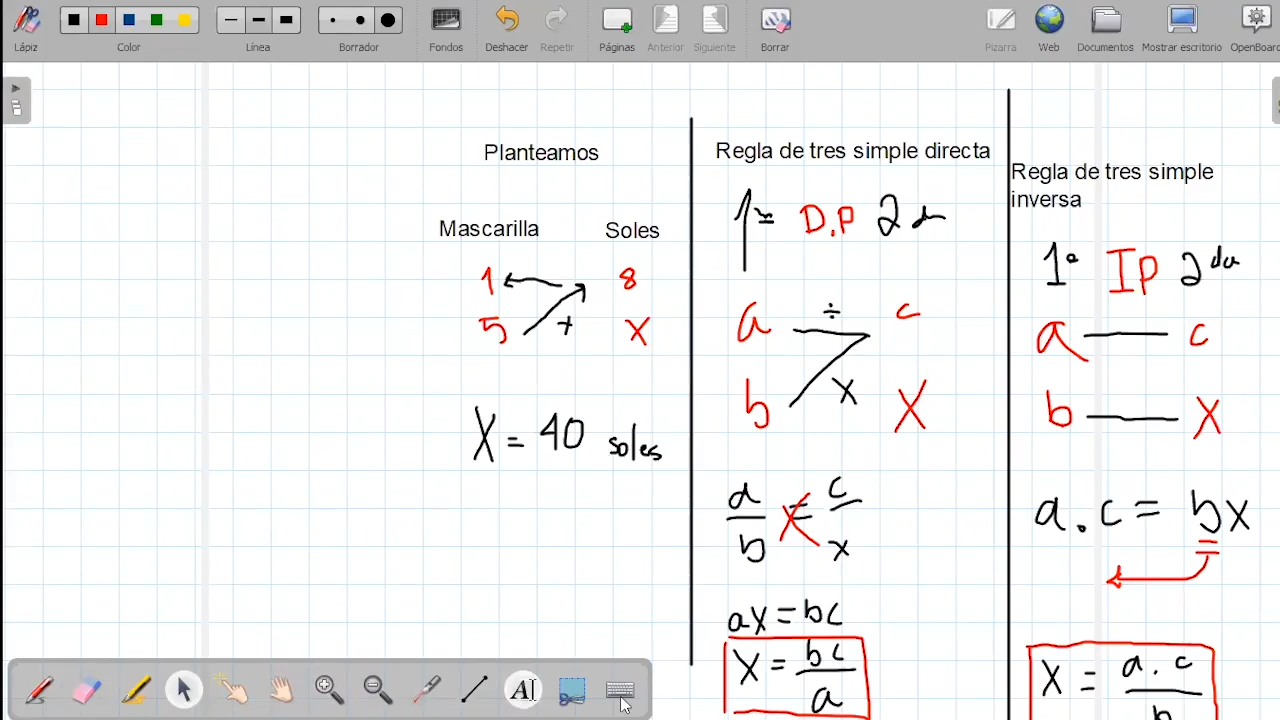 Lápiz Color Línea Borrador Fondos Deshacer Repetir Páginas Anterior Siguiente Borrar Pizarra Web Documentos Mostrar escritorio OpenBoard
Planteamos
Mascarilla Soles
1 8
5 + X
X = 40 soles
Regla de tres simple directa
D.P 2da
a ÷ c
b X X
a/b = c/x
ax = bc
X = bc/a
Regla de tres simple
inversa
1a IP 2da
a c
b X
a . c = bx
X = a . c / b